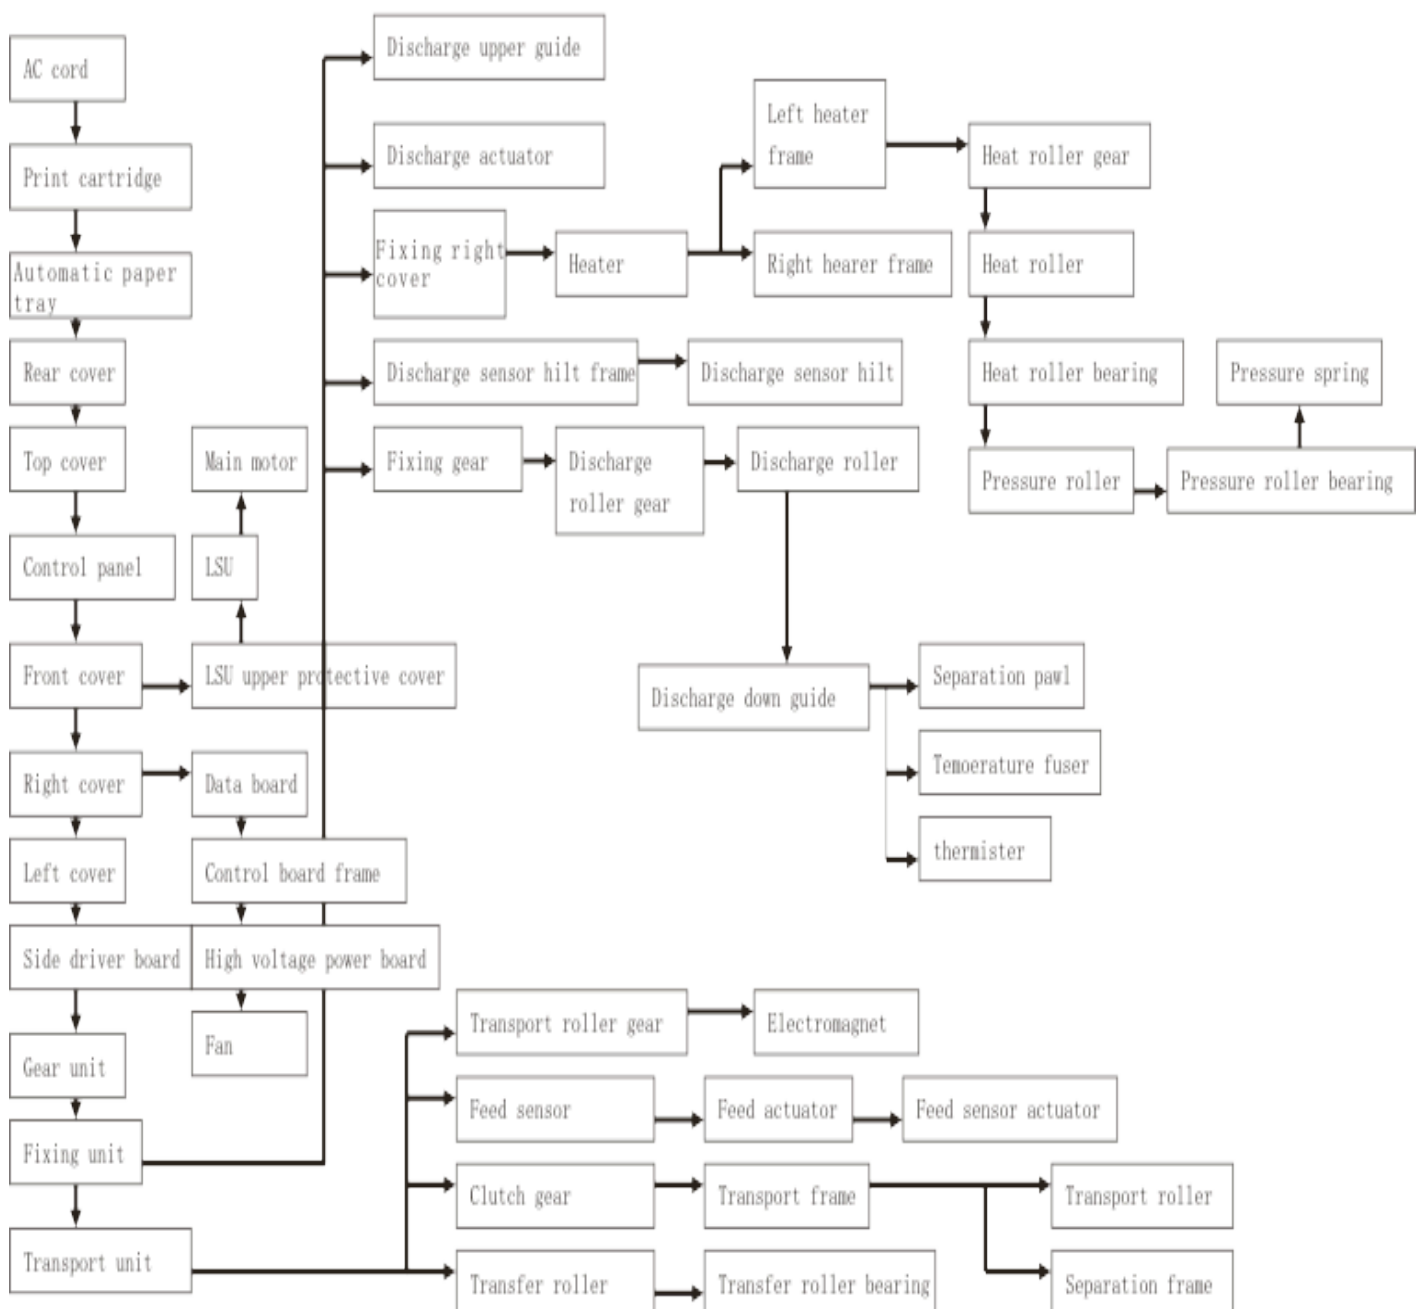 AC cord
Print cartridge
Automatic paper
tray
Rear cover
Top cover
Control panel
Front cover
Right cover
Left cover
Side driver board
Gear unit
Fixing unit
Transport unit
Main motor
LSU
LSU upper protective cover
Data board
Control board frame
High voltage power board
Fan
Discharge upper guide
Discharge actuator
Fixing right
cover
Heater
Left heater
frame
Right hearer frame
Heat roller gear
Heat roller
Heat roller bearing
Pressure roller
Pressure roller bearing
Pressure spring
Discharge sensor hilt frame
Discharge sensor hilt
Fixing gear
Discharge
roller gear
Discharge roller
Discharge down guide
Separation pawl
Temoerature fuser
thermister
Transport roller gear
Electromagnet
Feed sensor
Feed actuator
Feed sensor actuator
Clutch gear
Transport frame
Transport roller
Separation frame
Transfer roller
Transfer roller bearing